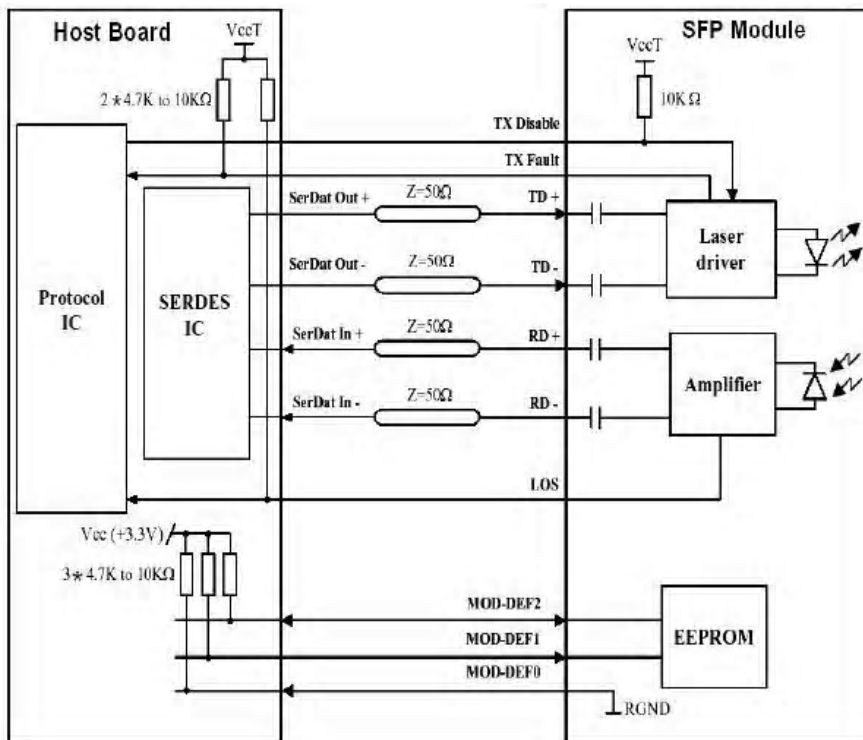 Host Board
SFP Module
VccT
VccT
2*4.7K to 10KΩ
10K Ω
TX Disable
TX Fault
SerDat Out +
Z=50Ω
TD +
SerDat Out -
Z=50Ω
TD -
Laser
driver
Protocol
IC
SERDES
IC
SerDat In +
Z=50Ω
RD +
SerDat In -
Z=50Ω
RD -
Amplifier
LOS
Vcc (+3.3V)
3*4.7K to 10KΩ
MOD-DEF2
MOD-DEF1
MOD-DEF0
EEPROM
RGND